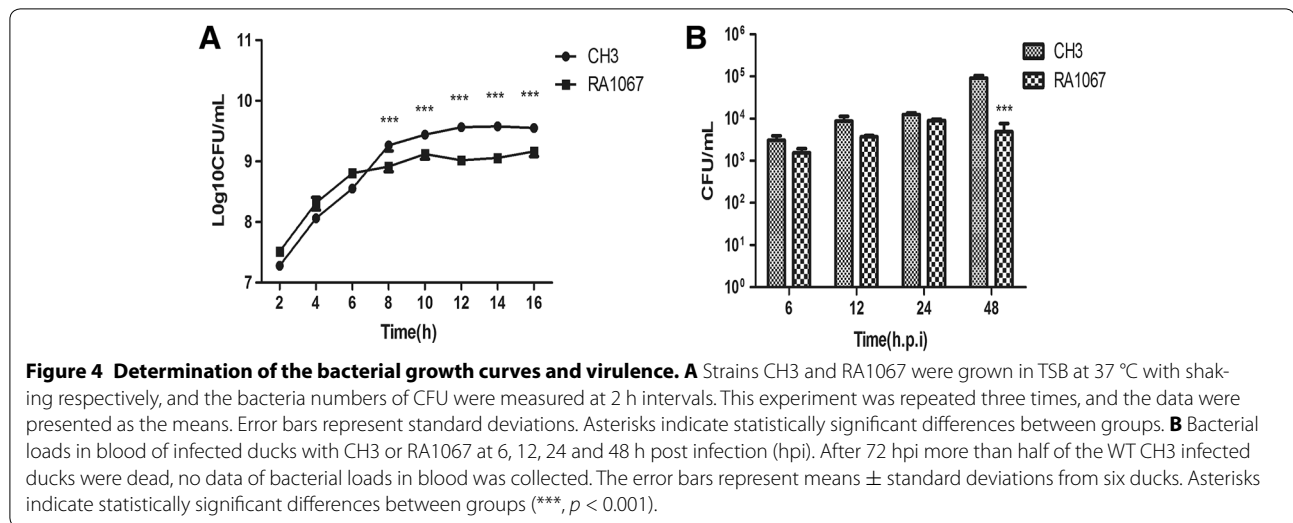 A
B
11
10
9
8
7
L0g10CFU/mL
2 4 6 8 10 12 14 16
Time(h)
*** *** *** *** ***
CH3
RA1067
10⁶
10⁵
10⁴
10³
10²
10¹
10⁰
CFU/mL
6 12 24 48
Time(h.p.i)
***
CH3
RA1067
Figure 4 Determination of the bacterial growth curves and virulence. A Strains CH3 and RA1067 were grown in TSB at 37 °C with shak-
ing respectively, and the bacteria numbers of CFU were measured at 2 h intervals. This experiment was repeated three times, and the data were
presented as the means. Error bars represent standard deviations. Asterisks indicate statistically significant differences between groups. B Bacterial
loads in blood of infected ducks with CH3 or RA1067 at 6, 12, 24 and 48 h post infection (hpi). After 72 hpi more than half of the WT CH3 infected
ducks were dead, no data of bacterial loads in blood was collected. The error bars represent means ± standard deviations from six ducks. Asterisks
indicate statistically significant differences between groups (***, p < 0.001).